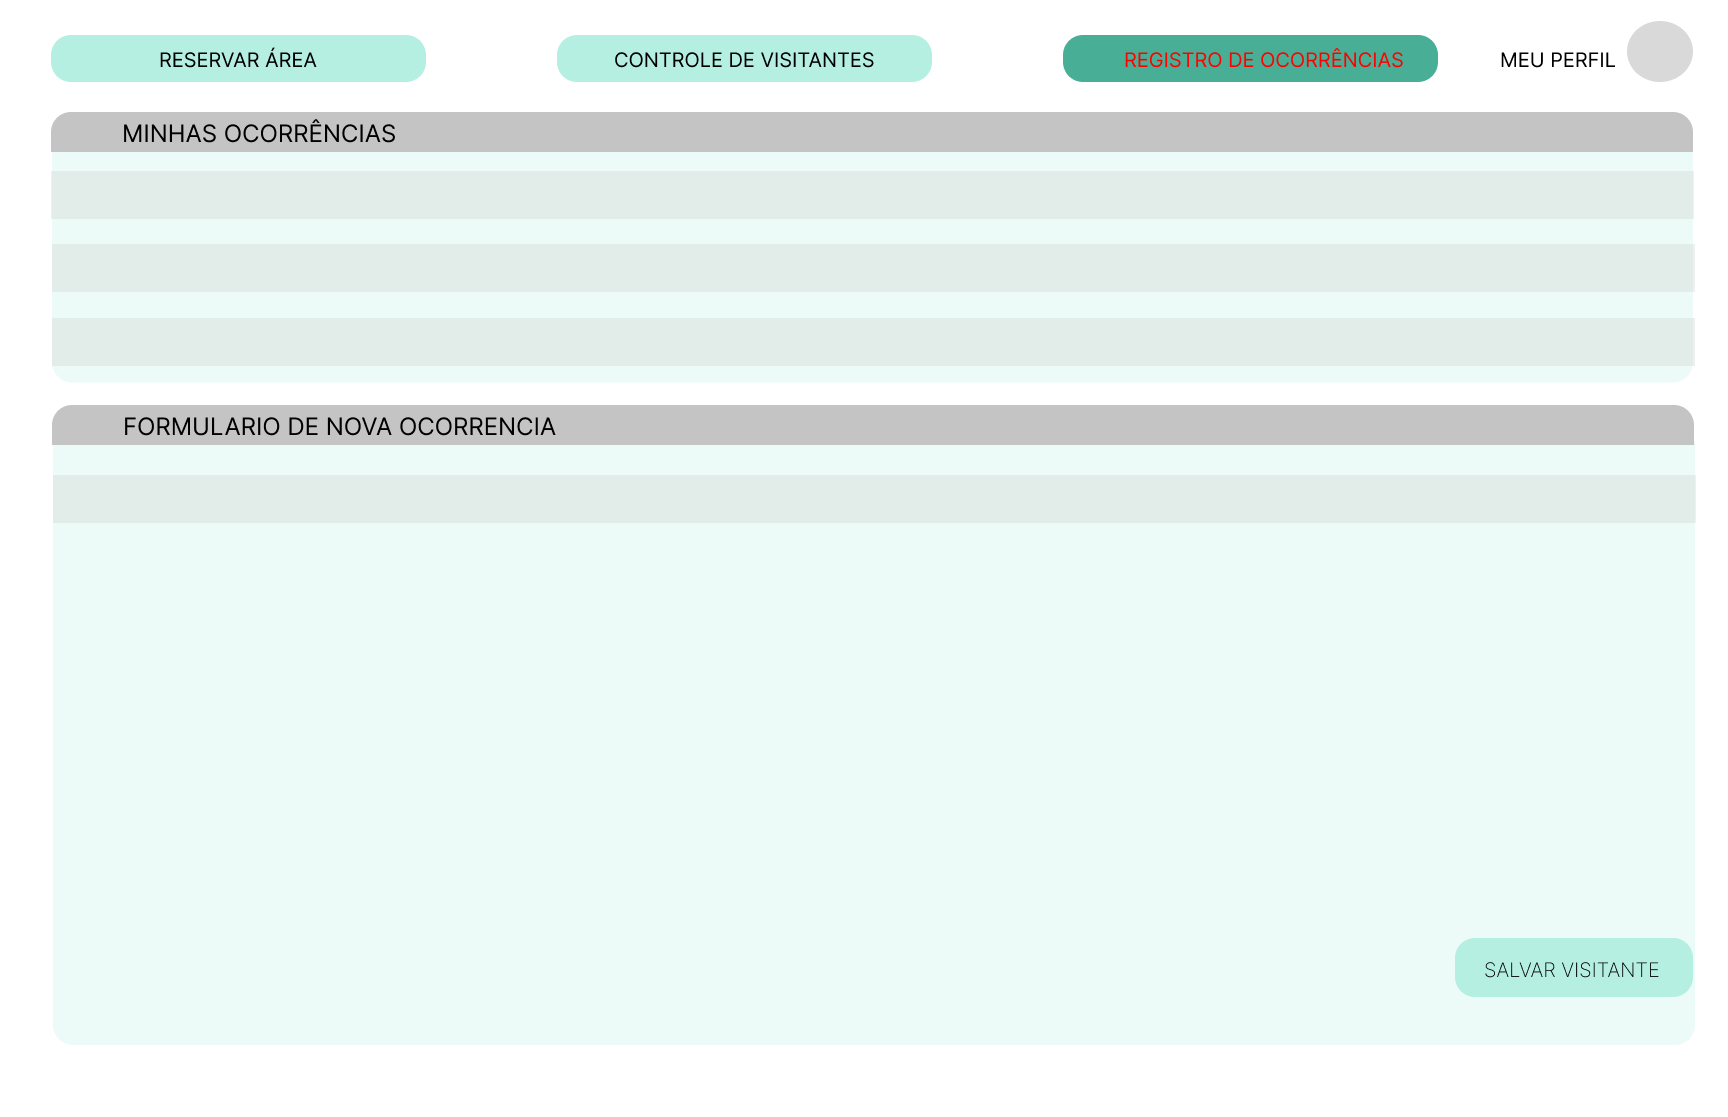 RESERVAR ÁREA
CONTROLE DE VISITANTES
REGISTRO DE OCORRÊNCIAS
MEU PERFIL
MINHAS OCORRÊNCIAS
FORMULARIO DE NOVA OCORRENCIA
SALVAR VISITANTE